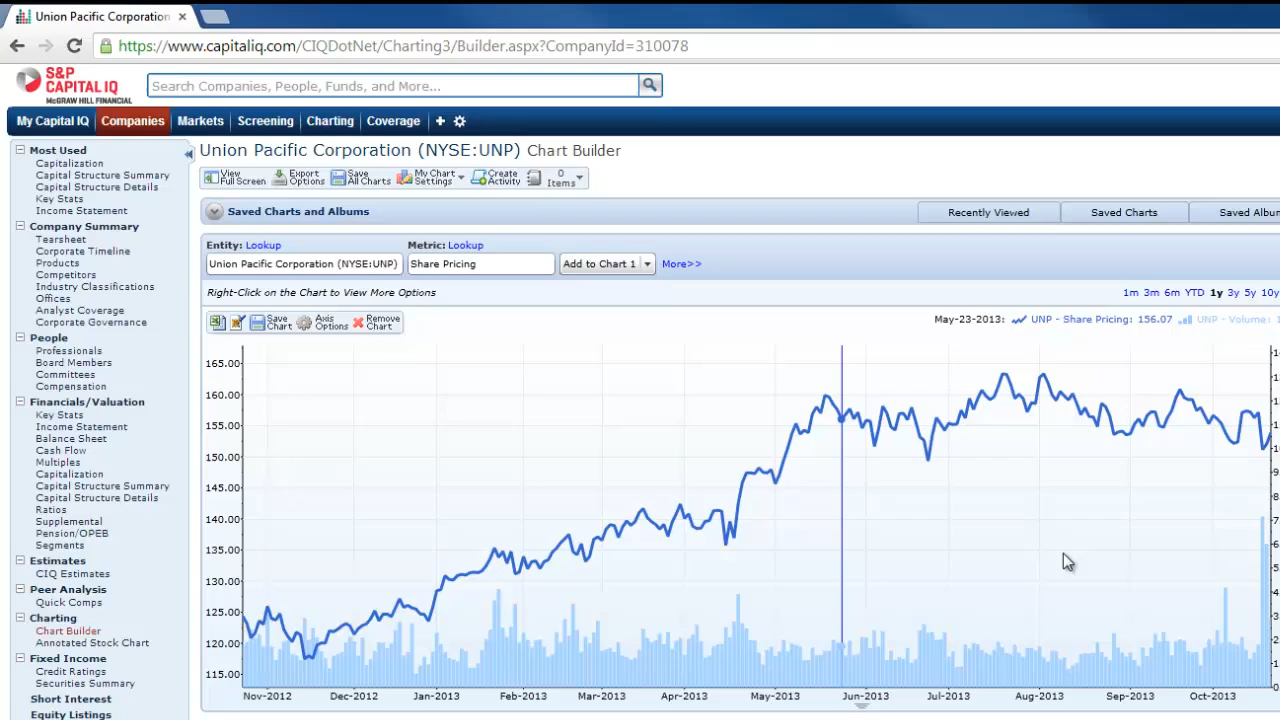 Union Pacific Corporation
https://www.capitaliq.com/CIQDotNet/Charting3/Builder.aspx?CompanyId=310078
S&P
CAPITAL IQ
McGRAW HILL FINANCIAL
Search Companies, People, Funds, and More...
My Capital IQ Companies Markets Screening Charting Coverage
Most Used
Capitalization
Capital Structure Summary
Capital Structure Details
Key Stats
Income Statement
Company Summary
Tearsheet
Corporate Timeline
Products
Competitors
Industry Classifications
Offices
Analyst Coverage
Corporate Governance
People
Professionals
Board Members
Committees
Compensation
Financials/Valuation
Key Stats
Income Statement
Balance Sheet
Cash Flow
Multiples
Capitalization
Capital Structure Summary
Capital Structure Details
Ratios
Supplemental
Pension/OPEB
Segments
Estimates
CIQ Estimates
Peer Analysis
Quick Comps
Charting
Chart Builder
Annotated Stock Chart
Fixed Income
Credit Ratings
Securities Summary
Short Interest
Equity Listings
Union Pacific Corporation (NYSE:UNP) Chart Builder
View Full Screen
Export Options
Save All Charts
My Chart Settings
Create Activity
0 Items
Saved Charts and Albums
Recently Viewed
Saved Charts
Saved Albu
Entity: Lookup
Metric: Lookup
Union Pacific Corporation (NYSE:UNP)
Share Pricing
Add to Chart 1
More>>
Right-Click on the Chart to View More Options
1m 3m 6m YTD 1y 3y 5y 10y
Save Chart
Axis Options
Remove Chart
May-23-2013: UNP - Share Pricing: 156.07 UNP - Volume:
165.00
160.00
155.00
150.00
145.00
140.00
135.00
130.00
125.00
120.00
115.00
Nov-2012 Dec-2012 Jan-2013 Feb-2013 Mar-2013 Apr-2013 May-2013 Jun-2013 Jul-2013 Aug-2013 Sep-2013 Oct-2013